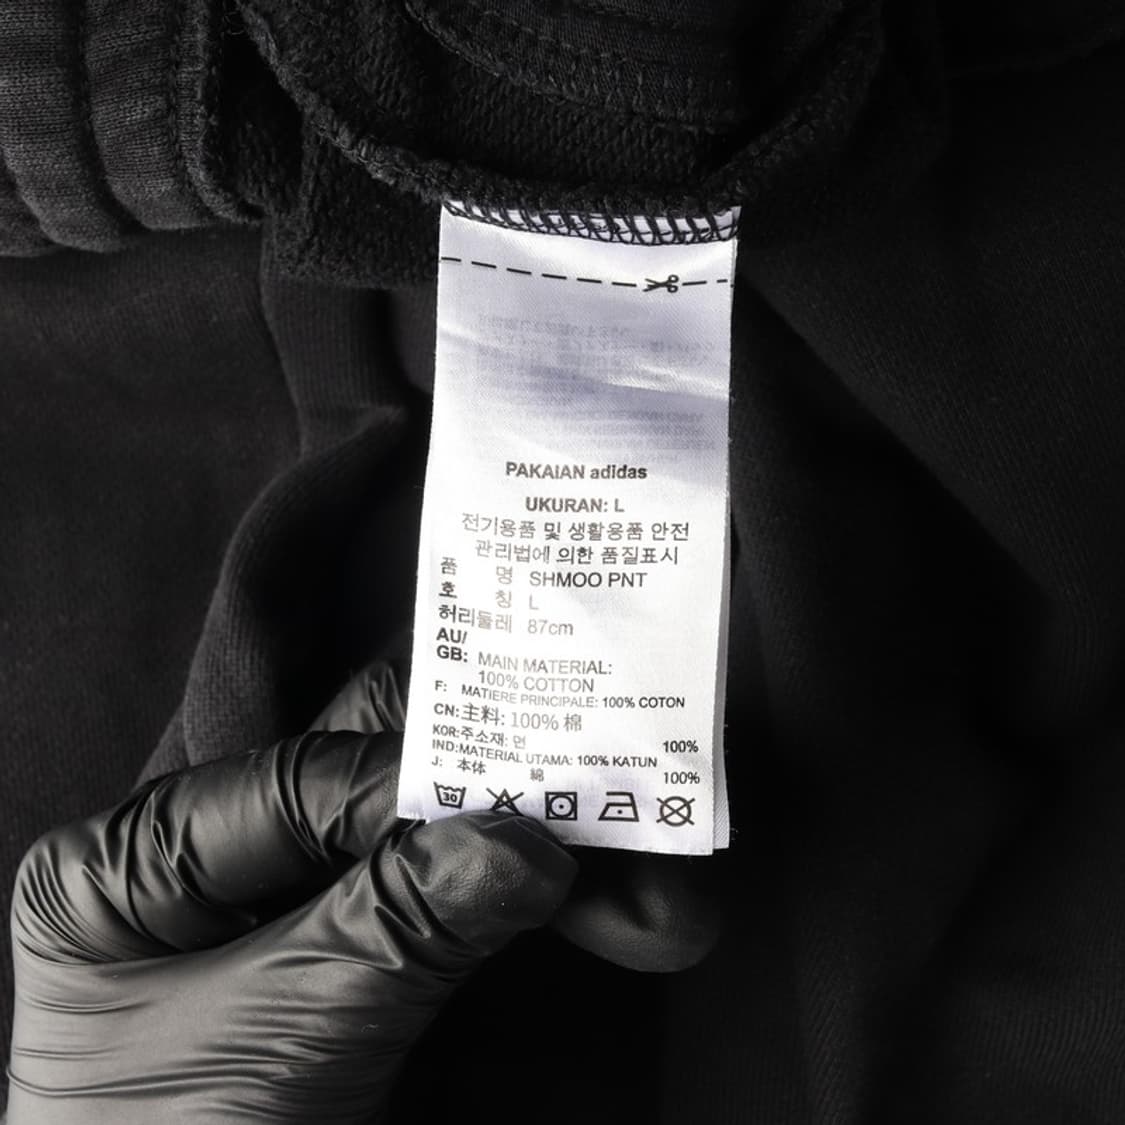 PAKAIAN adidas
UKURAN: L
전기용품 및 생활용품 안전
관리법에 의한 품질표시
품 명 SHMOO PNT
호 칭 L
허리둘레 87cm
AU/
GB: MAIN MATERIAL:
100% COTTON
F: MATIERE PRINCIPALE: 100% COTON
CN:主料: 100% 棉
KOR:주소재: 면 100%
IND:MATERIAL UTAMA: 100% KATUN
J: 本体 綿 100%
30